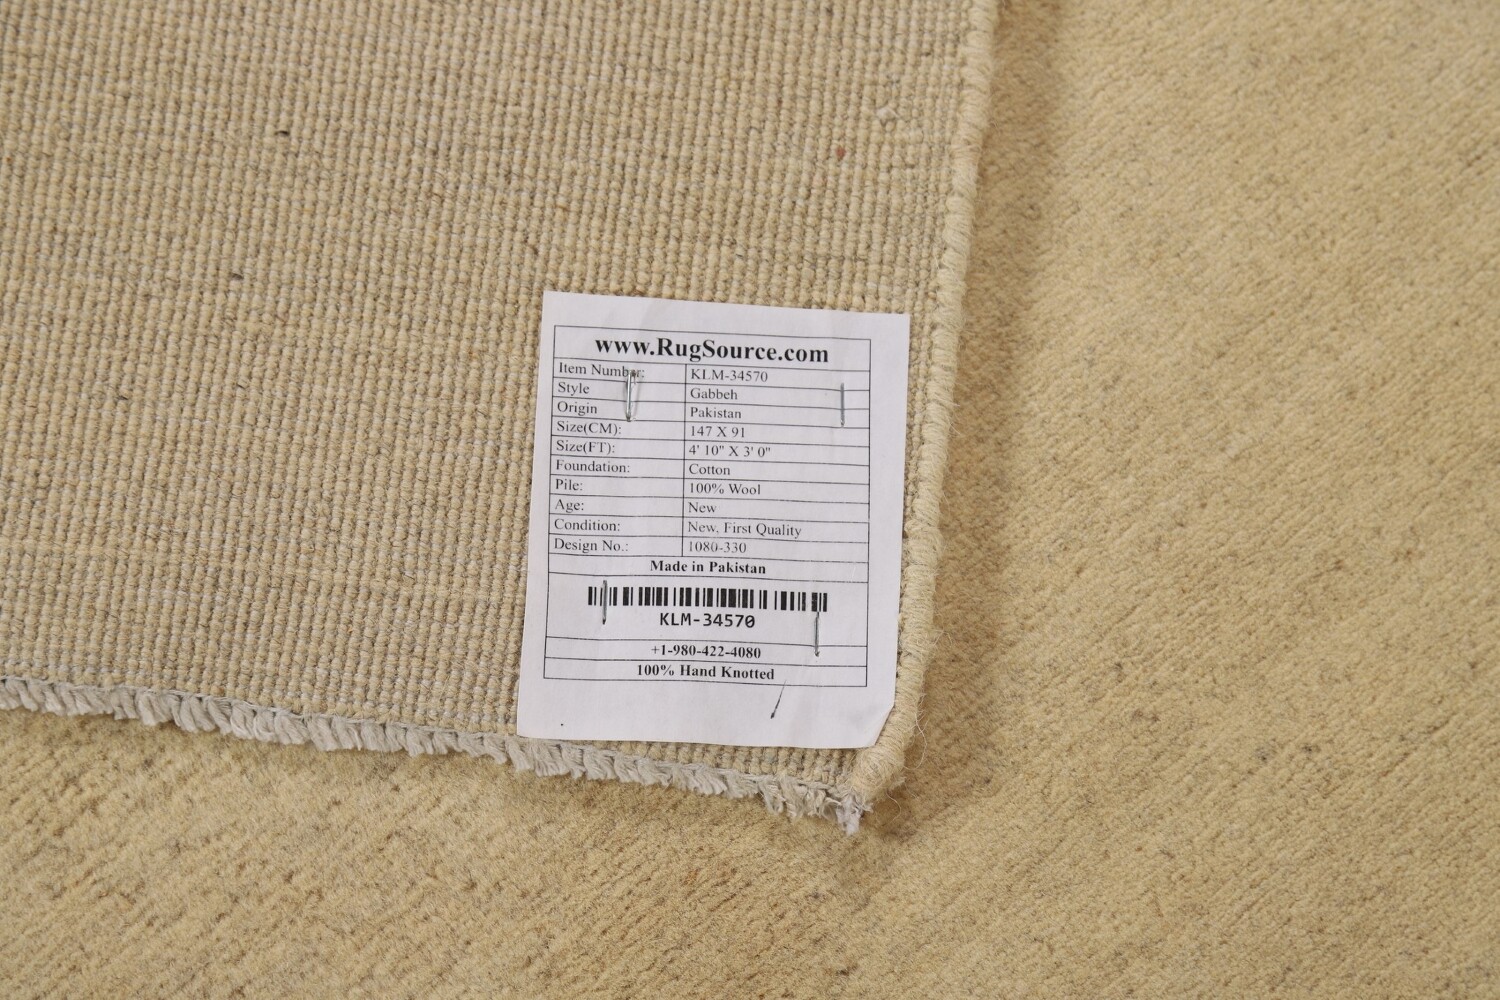 www.RugSource.com
Item Number: KLM-34570
Style Gabbeh
Origin Pakistan
Size(CM): 147 X 91
Size(FT): 4' 10" X 3' 0"
Foundation: Cotton
Pile: 100% Wool
Age: New
Condition: New, First Quality
Design No.: 1080-330
Made in Pakistan
KLM-34570
+1-980-422-4080
100% Hand Knotted